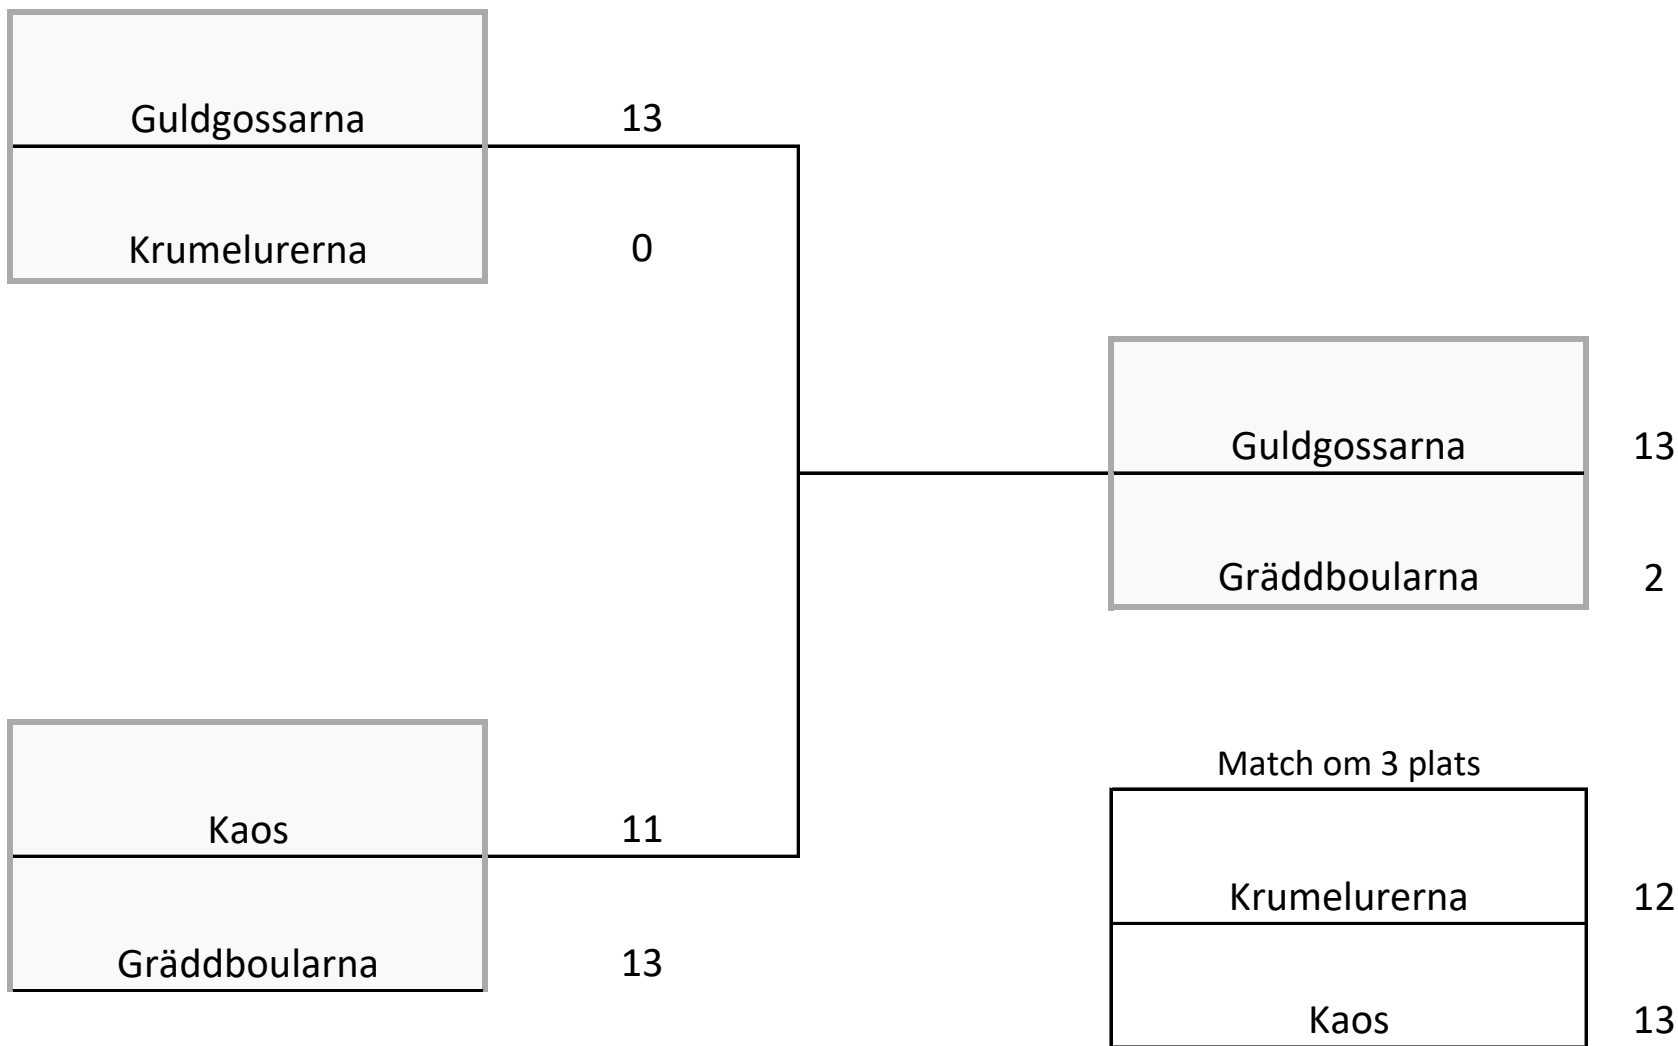 Guldgossarna 13
Krumelurerna 0
Guldgossarna 13
Gräddboularna 2
Kaos 11
Gräddboularna 13
Match om 3 plats
Krumelurerna 12
Kaos 13